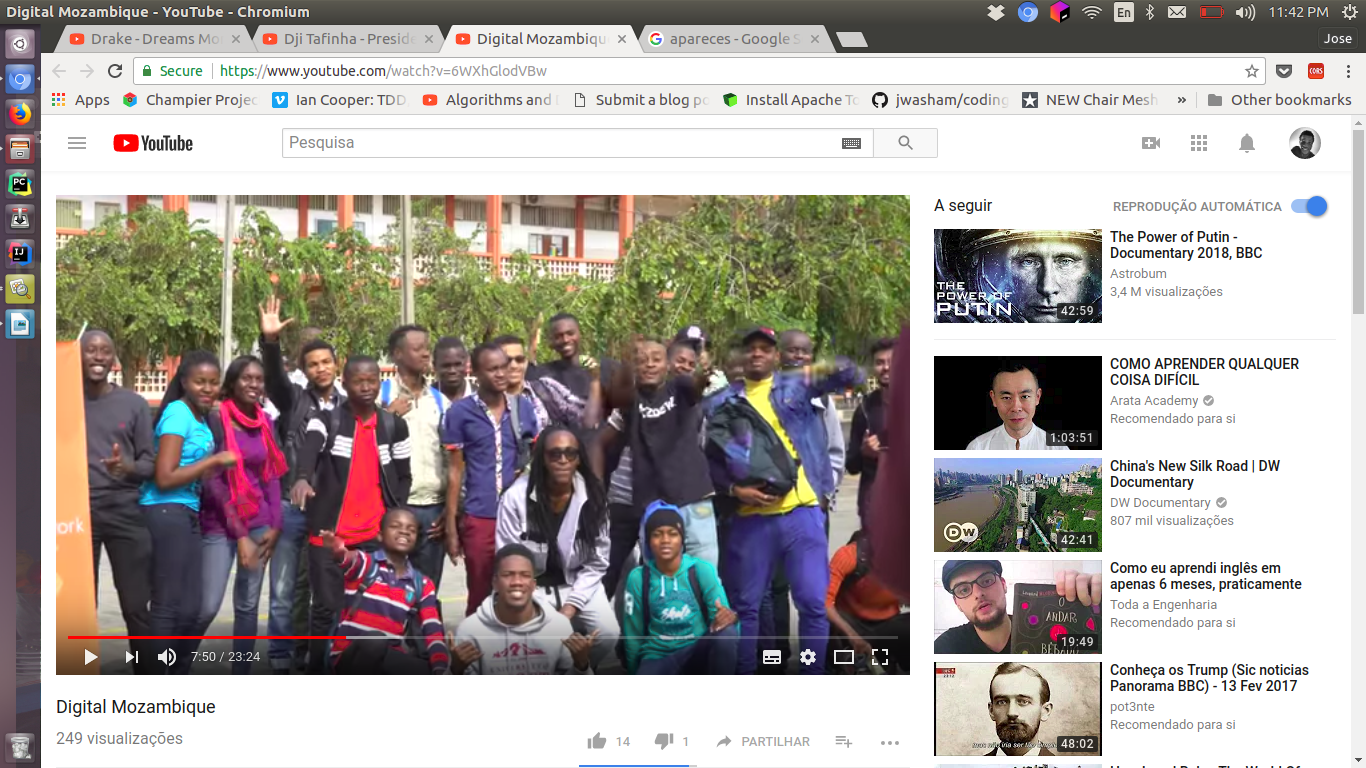 Digital Mozambique - YouTube - Chromium
En
11:42 PM
Drake - Dreams Mo
Dji Tafinha - Preside
Digital Mozambiqu
apareces - Google S
Jose
Secure
https://www.youtube.com/watch?v=6WXhGlodVBw
CORS
Apps
Champier Projec
Ian Cooper: TDD,
Algorithms and D
Submit a blog po
Install Apache To
jwasham/coding
NEW Chair Mesh
»
Other bookmarks
YouTube
Pesquisa
PC
IJ
ork
7:50 / 23:24
Digital Mozambique
249 visualizações
14
1
PARTILHAR
A seguir
REPRODUÇÃO AUTOMÁTICA
THE
POWER OF
PUTIN
42:59
The Power of Putin -
Documentary 2018, BBC
Astrobum
3,4 M visualizações
1:03:51
COMO APRENDER QUALQUER
COISA DIFÍCIL
Arata Academy
Recomendado para si
DW
42:41
China's New Silk Road | DW
Documentary
DW Documentary
807 mil visualizações
O
ANDAR
19:49
Como eu aprendi inglês em
apenas 6 meses, praticamente
Toda a Engenharia
Recomendado para si
48:02
Conheça os Trump (Sic noticias
Panorama BBC) - 13 Fev 2017
pot3nte
Recomendado para si